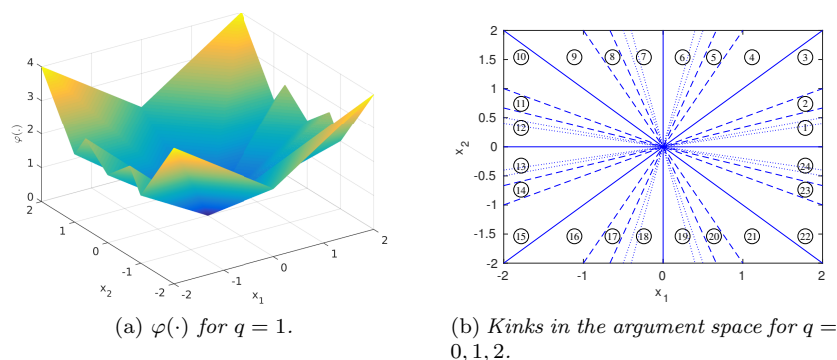 4
3
2
1
0
φ(.)
2
1
0
-1
-2
x2
-2
-1
0
1
2
x1
(a) φ(·) for q = 1.
2
1.5
1
0.5
0
-0.5
-1
-1.5
-2
x2
10 9 8 7 6 5 4 3
11 2
12 1
13 24
14 23
15 16 17 18 19 20 21 22
-2 -1 0 1 2
x1
(b) Kinks in the argument space for q =
0, 1, 2.